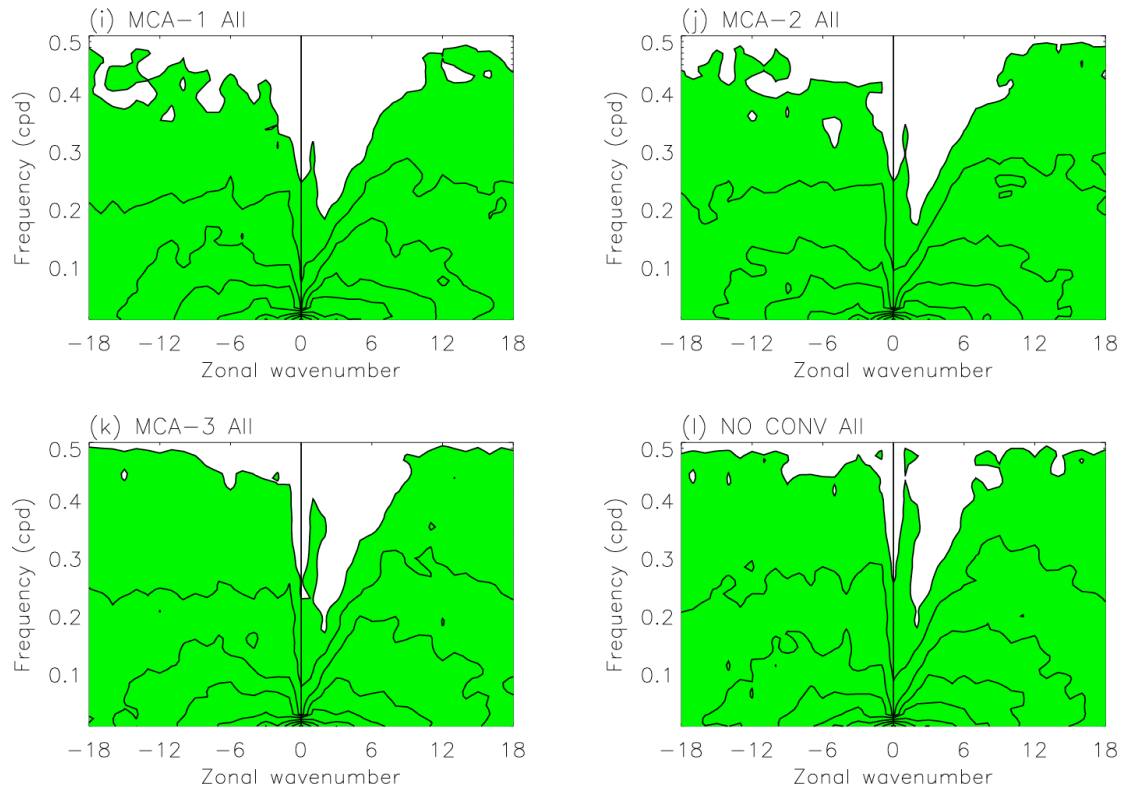 (i) MCA-1 All
0.5
0.4
0.3
0.2
0.1
Frequency (cpd)
-18 -12 -6 0 6 12 18
Zonal wavenumber
(j) MCA-2 All
0.5
0.4
0.3
0.2
0.1
Frequency (cpd)
-18 -12 -6 0 6 12 18
Zonal wavenumber
(k) MCA-3 All
0.5
0.4
0.3
0.2
0.1
Frequency (cpd)
-18 -12 -6 0 6 12 18
Zonal wavenumber
(l) NO CONV All
0.5
0.4
0.3
0.2
0.1
Frequency (cpd)
-18 -12 -6 0 6 12 18
Zonal wavenumber